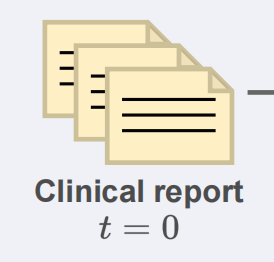 Clinical report
t = 0